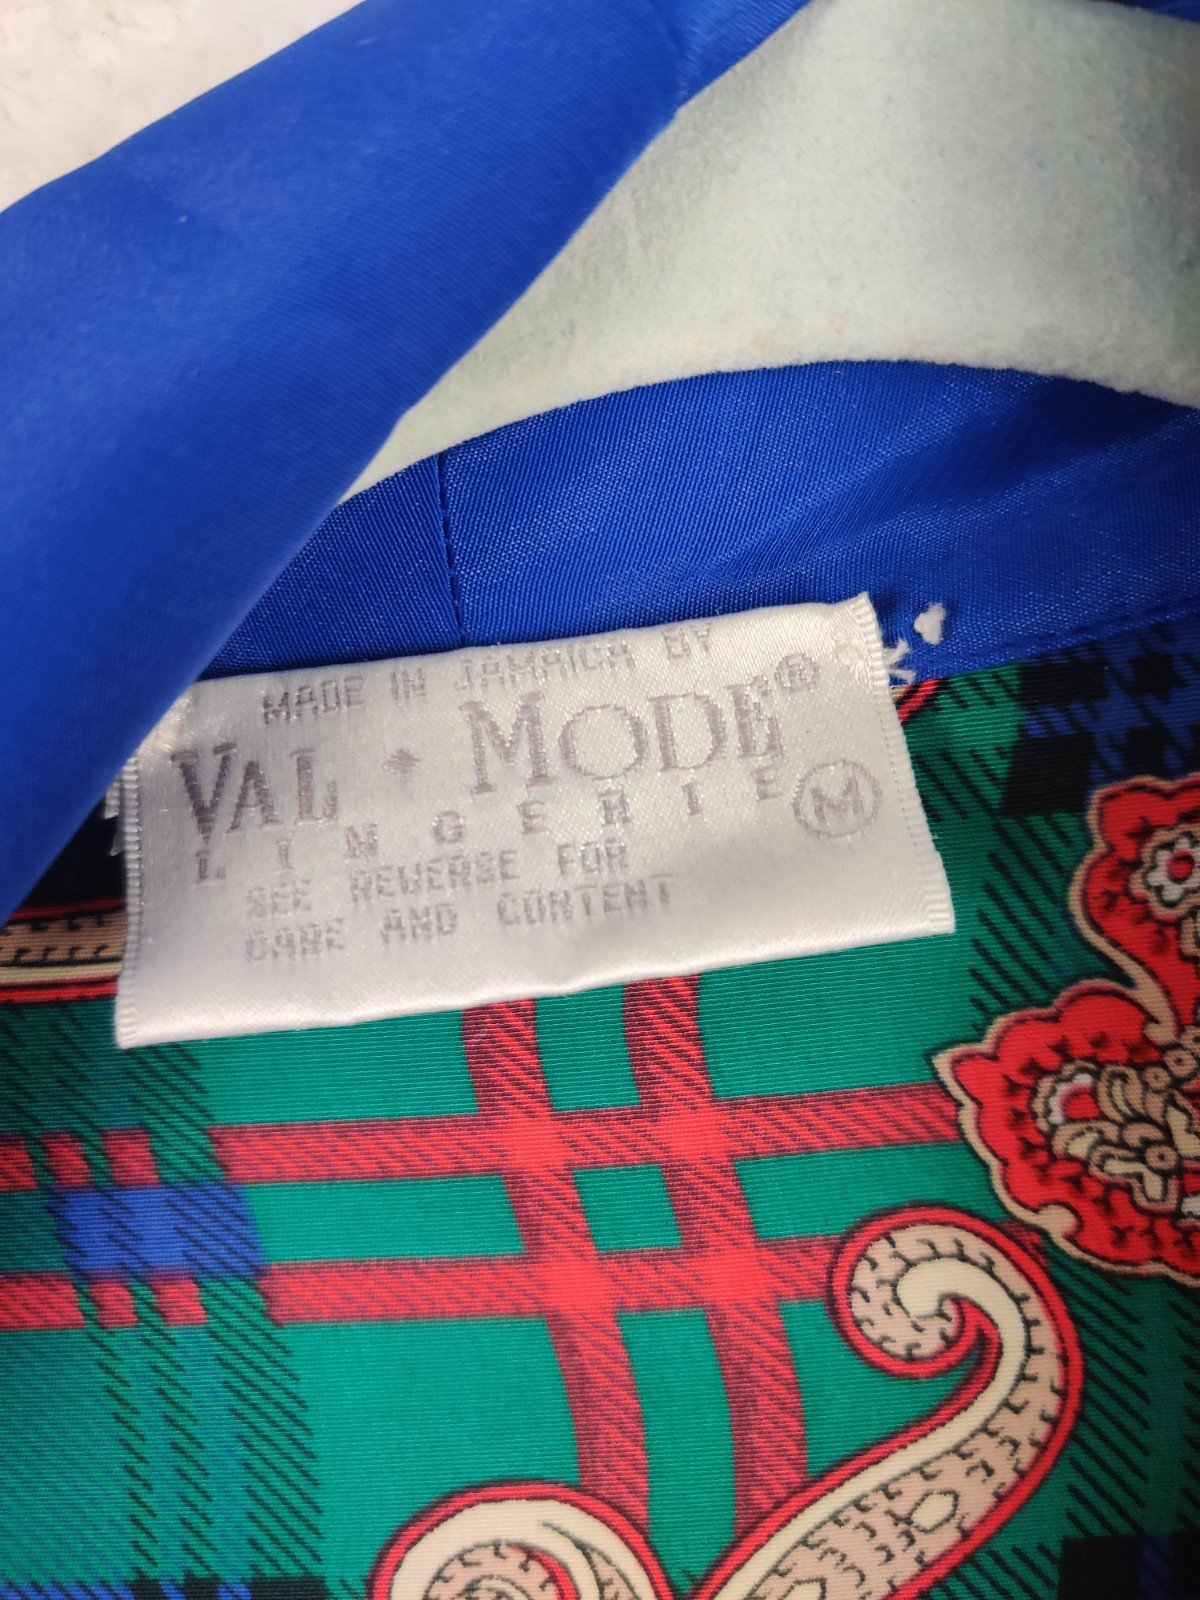 MADE IN JAMAICA BY
VAL ✦ MODE®
LINGERIE Ⓜ
SEE REVERSE FOR
CARE AND CONTENT